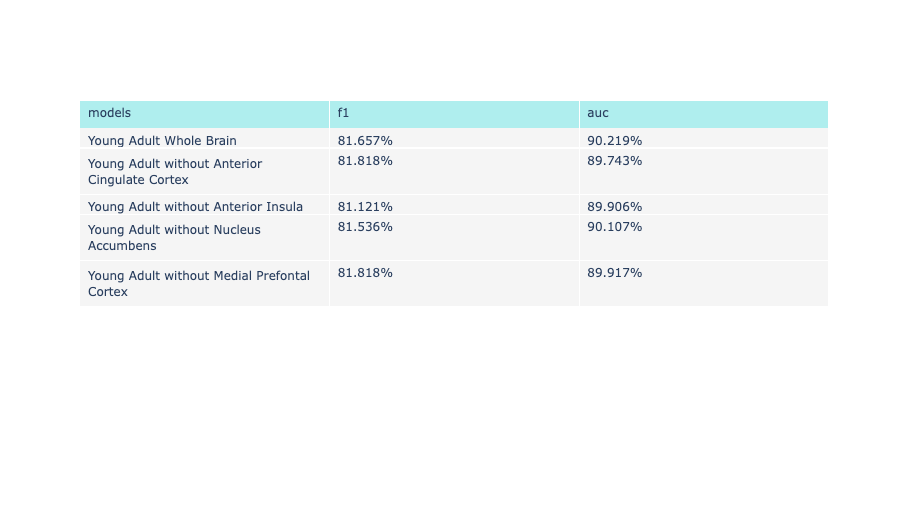 models f1 auc
Young Adult Whole Brain 81.657% 90.219%
Young Adult without Anterior 81.818% 89.743%
Cingulate Cortex
Young Adult without Anterior Insula 81.121% 89.906%
Young Adult without Nucleus 81.536% 90.107%
Accumbens
Young Adult without Medial Prefontal 81.818% 89.917%
Cortex